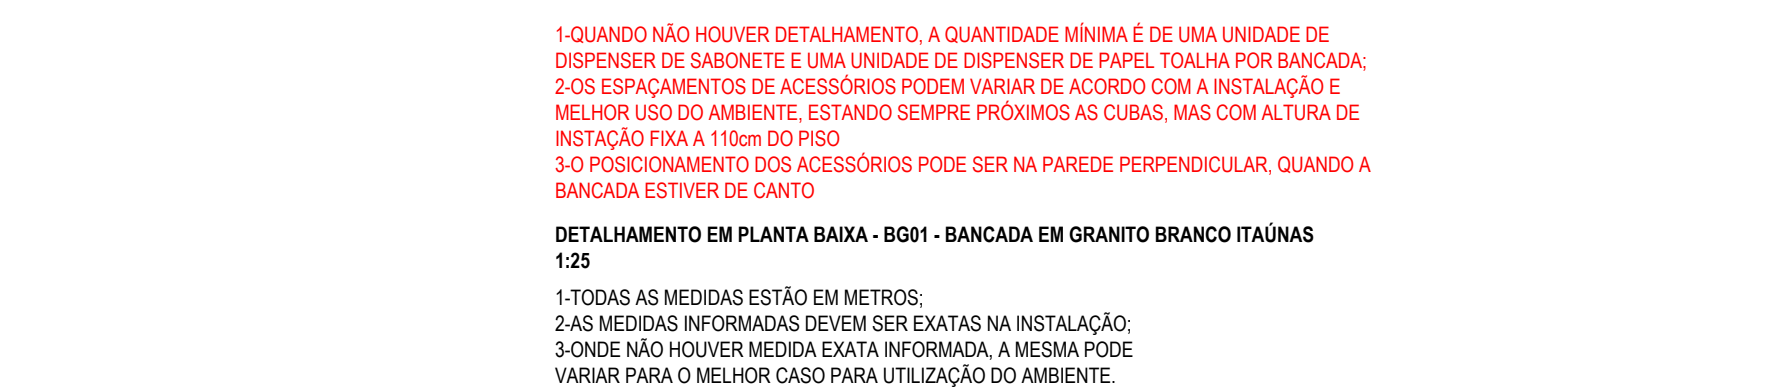 1-QUANDO NÃO HOUVER DETALHAMENTO, A QUANTIDADE MÍNIMA É DE UMA UNIDADE DE
DISPENSER DE SABONETE E UMA UNIDADE DE DISPENSER DE PAPEL TOALHA POR BANCADA;
2-OS ESPAÇAMENTOS DE ACESSÓRIOS PODEM VARIAR DE ACORDO COM A INSTALAÇÃO E
MELHOR USO DO AMBIENTE, ESTANDO SEMPRE PRÓXIMOS AS CUBAS, MAS COM ALTURA DE
INSTAÇÃO FIXA A 110cm DO PISO
3-O POSICIONAMENTO DOS ACESSÓRIOS PODE SER NA PAREDE PERPENDICULAR, QUANDO A
BANCADA ESTIVER DE CANTO
DETALHAMENTO EM PLANTA BAIXA - BG01 - BANCADA EM GRANITO BRANCO ITAÚNAS
1:25
1-TODAS AS MEDIDAS ESTÃO EM METROS;
2-AS MEDIDAS INFORMADAS DEVEM SER EXATAS NA INSTALAÇÃO;
3-ONDE NÃO HOUVER MEDIDA EXATA INFORMADA, A MESMA PODE
VARIAR PARA O MELHOR CASO PARA UTILIZAÇÃO DO AMBIENTE.